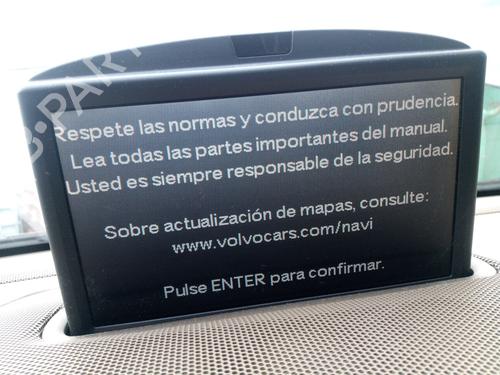 Respete las normas y conduzca con prudencia.
Lea todas las partes importantes del manual.
Usted es siempre responsable de la seguridad.
Sobre actualización de mapas, consulte:
www.volvocars.com/navi
Pulse ENTER para confirmar.